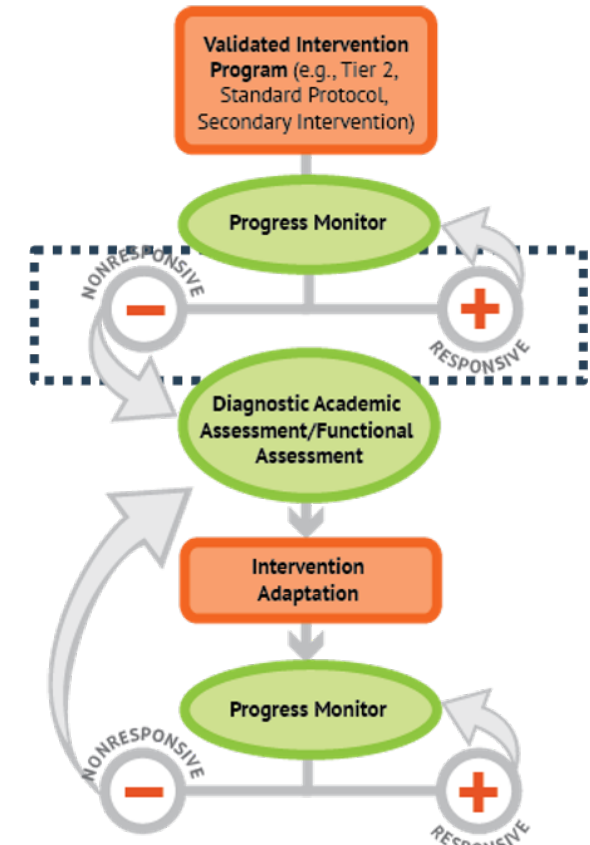 Validated Intervention
Program (e.g., Tier 2,
Standard Protocol,
Secondary Intervention)
Progress Monitor
NONRESPONSIVE
RESPONSIVE
Diagnostic Academic
Assessment/Functional
Assessment
Intervention
Adaptation
Progress Monitor
NONRESPONSIVE
RESPONSIVE